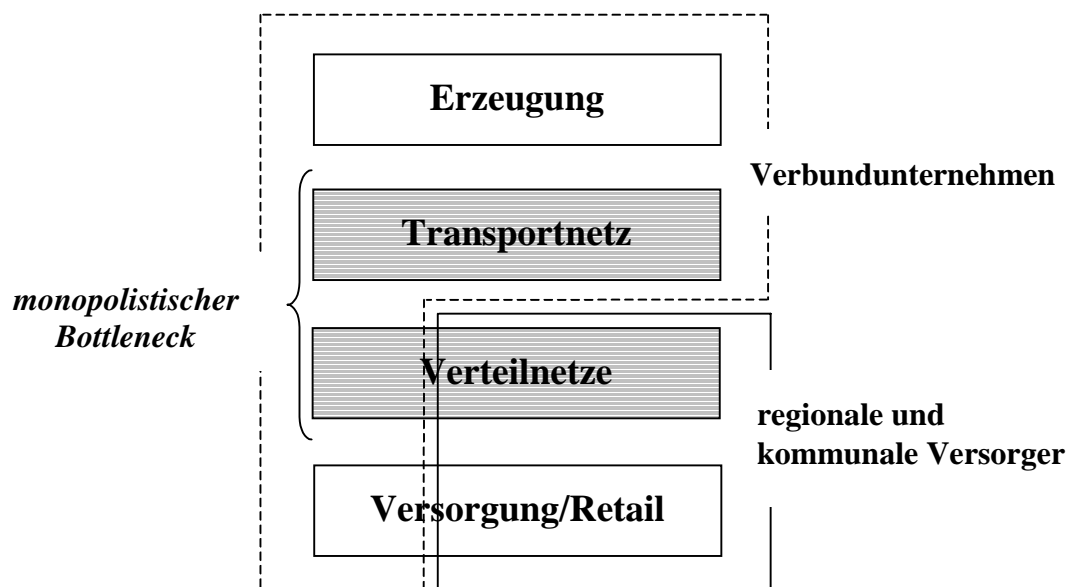 Erzeugung
Verbundunternehmen
Transportnetz
monopolistischer
Bottleneck
Verteilnetze
regionale und
kommunale Versorger
Versorgung/Retail